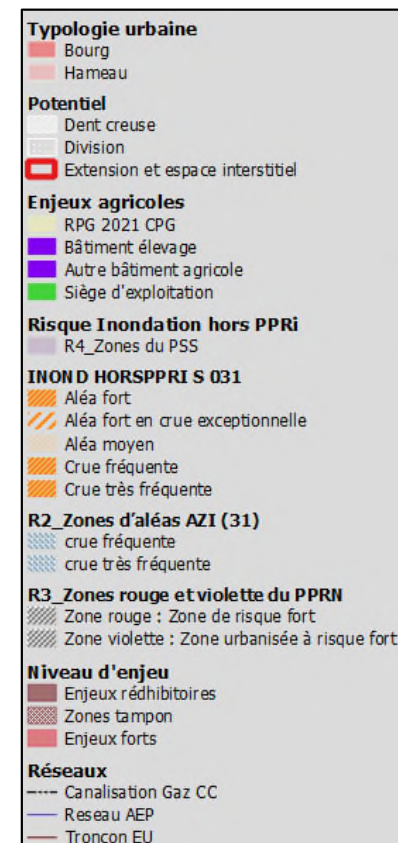 Typologie urbaine
Bourg
Hameau
Potentiel
Dent creuse
Division
Extension et espace interstitiel
Enjeux agricoles
RPG 2021 CPG
Bâtiment élevage
Autre bâtiment agricole
Siège d'exploitation
Risque Inondation hors PPRi
R4_Zones du PSS
INOND HORSPPRI S 031
Aléa fort
Aléa fort en crue exceptionnelle
Aléa moyen
Crue fréquente
Crue très fréquente
R2_Zones d'aléas AZI (31)
crue fréquente
crue très fréquente
R3_Zones rouge et violette du PPRN
Zone rouge : Zone de risque fort
Zone violette : Zone urbanisée à risque fort
Niveau d'enjeu
Enjeux rédhibitoires
Zones tampon
Enjeux forts
Réseaux
Canalisation Gaz CC
Reseau AEP
Troncon EU